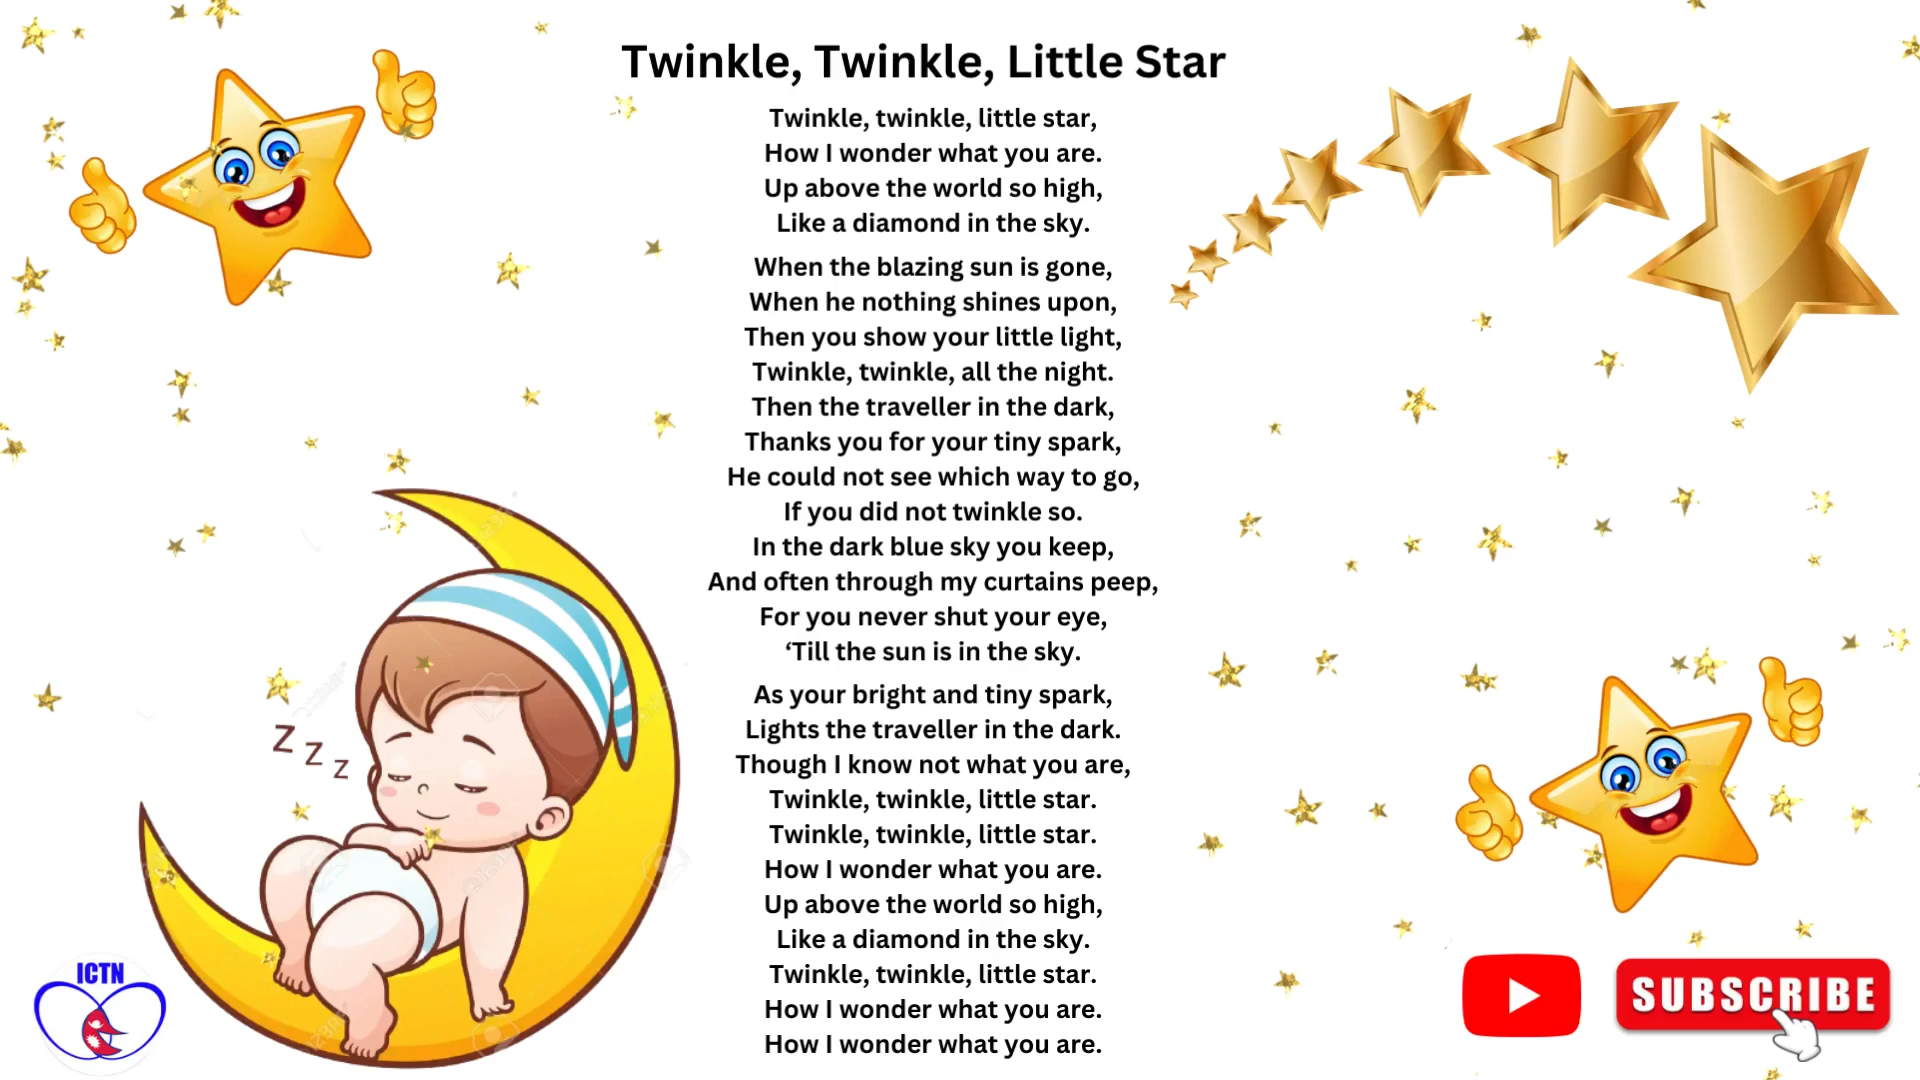 Twinkle, Twinkle, Little Star
Twinkle, twinkle, little star,
How I wonder what you are.
Up above the world so high,
Like a diamond in the sky.
When the blazing sun is gone,
When he nothing shines upon,
Then you show your little light,
Twinkle, twinkle, all the night.
Then the traveller in the dark,
Thanks you for your tiny spark,
He could not see which way to go,
If you did not twinkle so.
In the dark blue sky you keep,
And often through my curtains peep,
For you never shut your eye,
‘Till the sun is in the sky.
As your bright and tiny spark,
Lights the traveller in the dark.
Though I know not what you are,
Twinkle, twinkle, little star.
Twinkle, twinkle, little star.
How I wonder what you are.
Up above the world so high,
Like a diamond in the sky.
Twinkle, twinkle, little star.
How I wonder what you are.
How I wonder what you are.
Z Z Z
ICTN
SUBSCRIBE